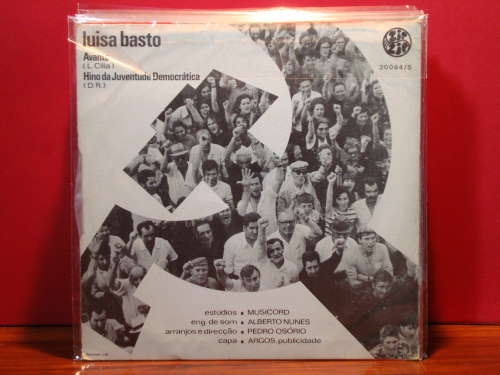 luisa basto
Avante
(L. Cília)
Hino da Juventude Democrática
(D.R.)
30064/S
estúdios ▪ MUSICORD
eng. de som ▪ ALBERTO NUNES
arranjos e direcção ▪ PEDRO OSÓRIO
capa ▪ ARGOS. publicidade